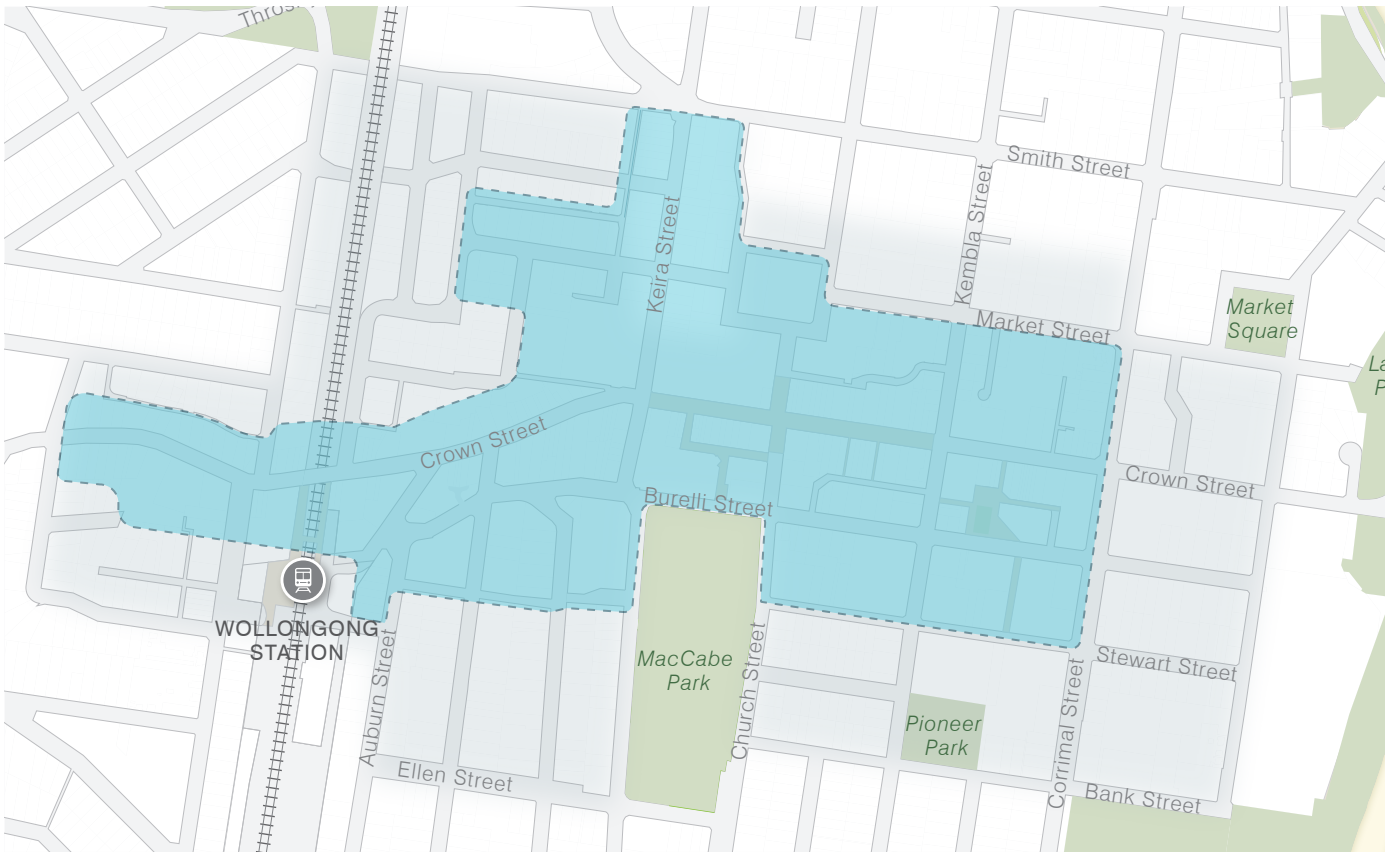 Smith Street
Kembla Street
Keira Street
Market
Square
Market Street
Crown Street
Crown Street
Burelli Street
WOLLONGONG
STATION
MacCabe
Park
Church Street
Auburn Street
Stewart Street
Corrimal Street
Pioneer
Park
Ellen Street
Bank Street